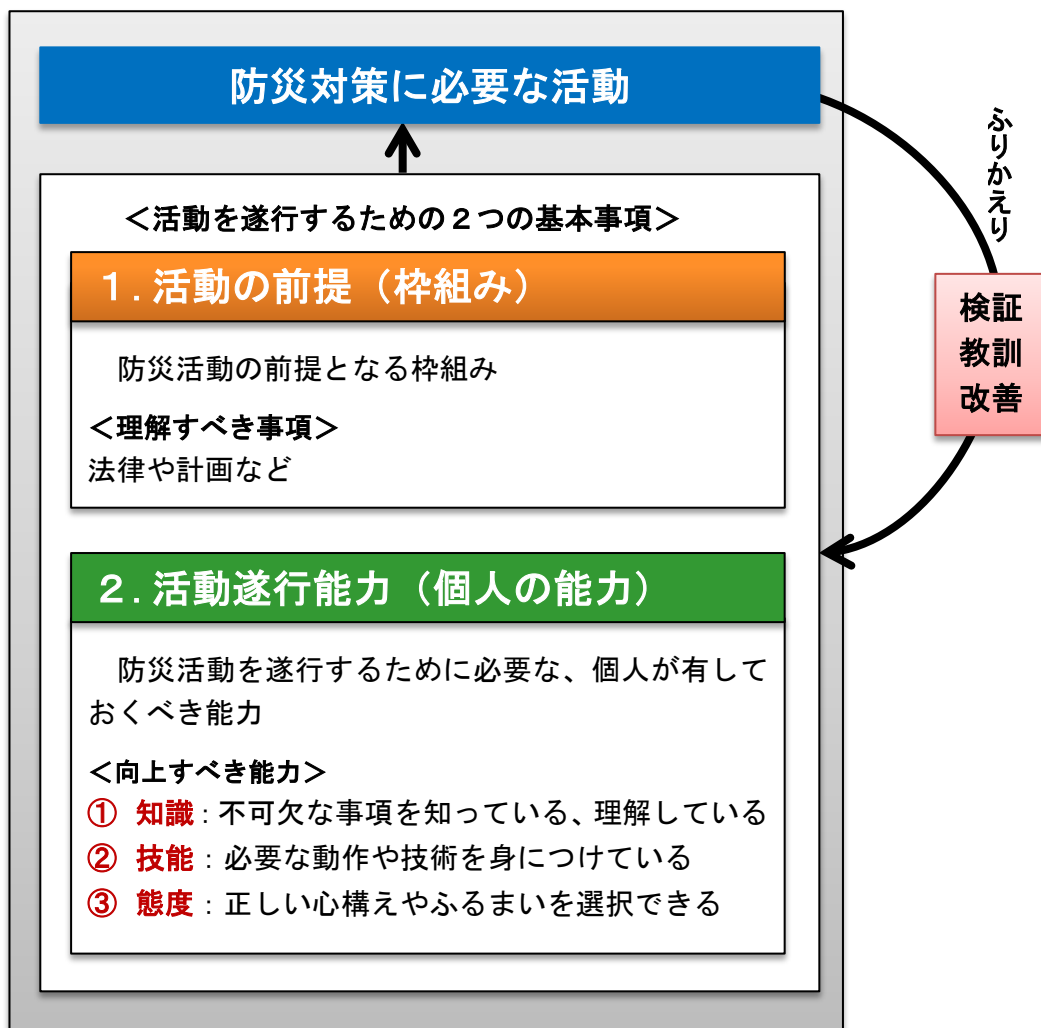 防災対策に必要な活動
ふりかえり
＜活動を遂行するための２つの基本事項＞
１.活動の前提（枠組み）
防災活動の前提となる枠組み
＜理解すべき事項＞
法律や計画など
検証
教訓
改善
２.活動遂行能力（個人の能力）
防災活動を遂行するために必要な、個人が有して
おくべき能力
＜向上すべき能力＞
① 知識：不可欠な事項を知っている、理解している
② 技能：必要な動作や技術を身につけている
③ 態度：正しい心構えやふるまいを選択できる